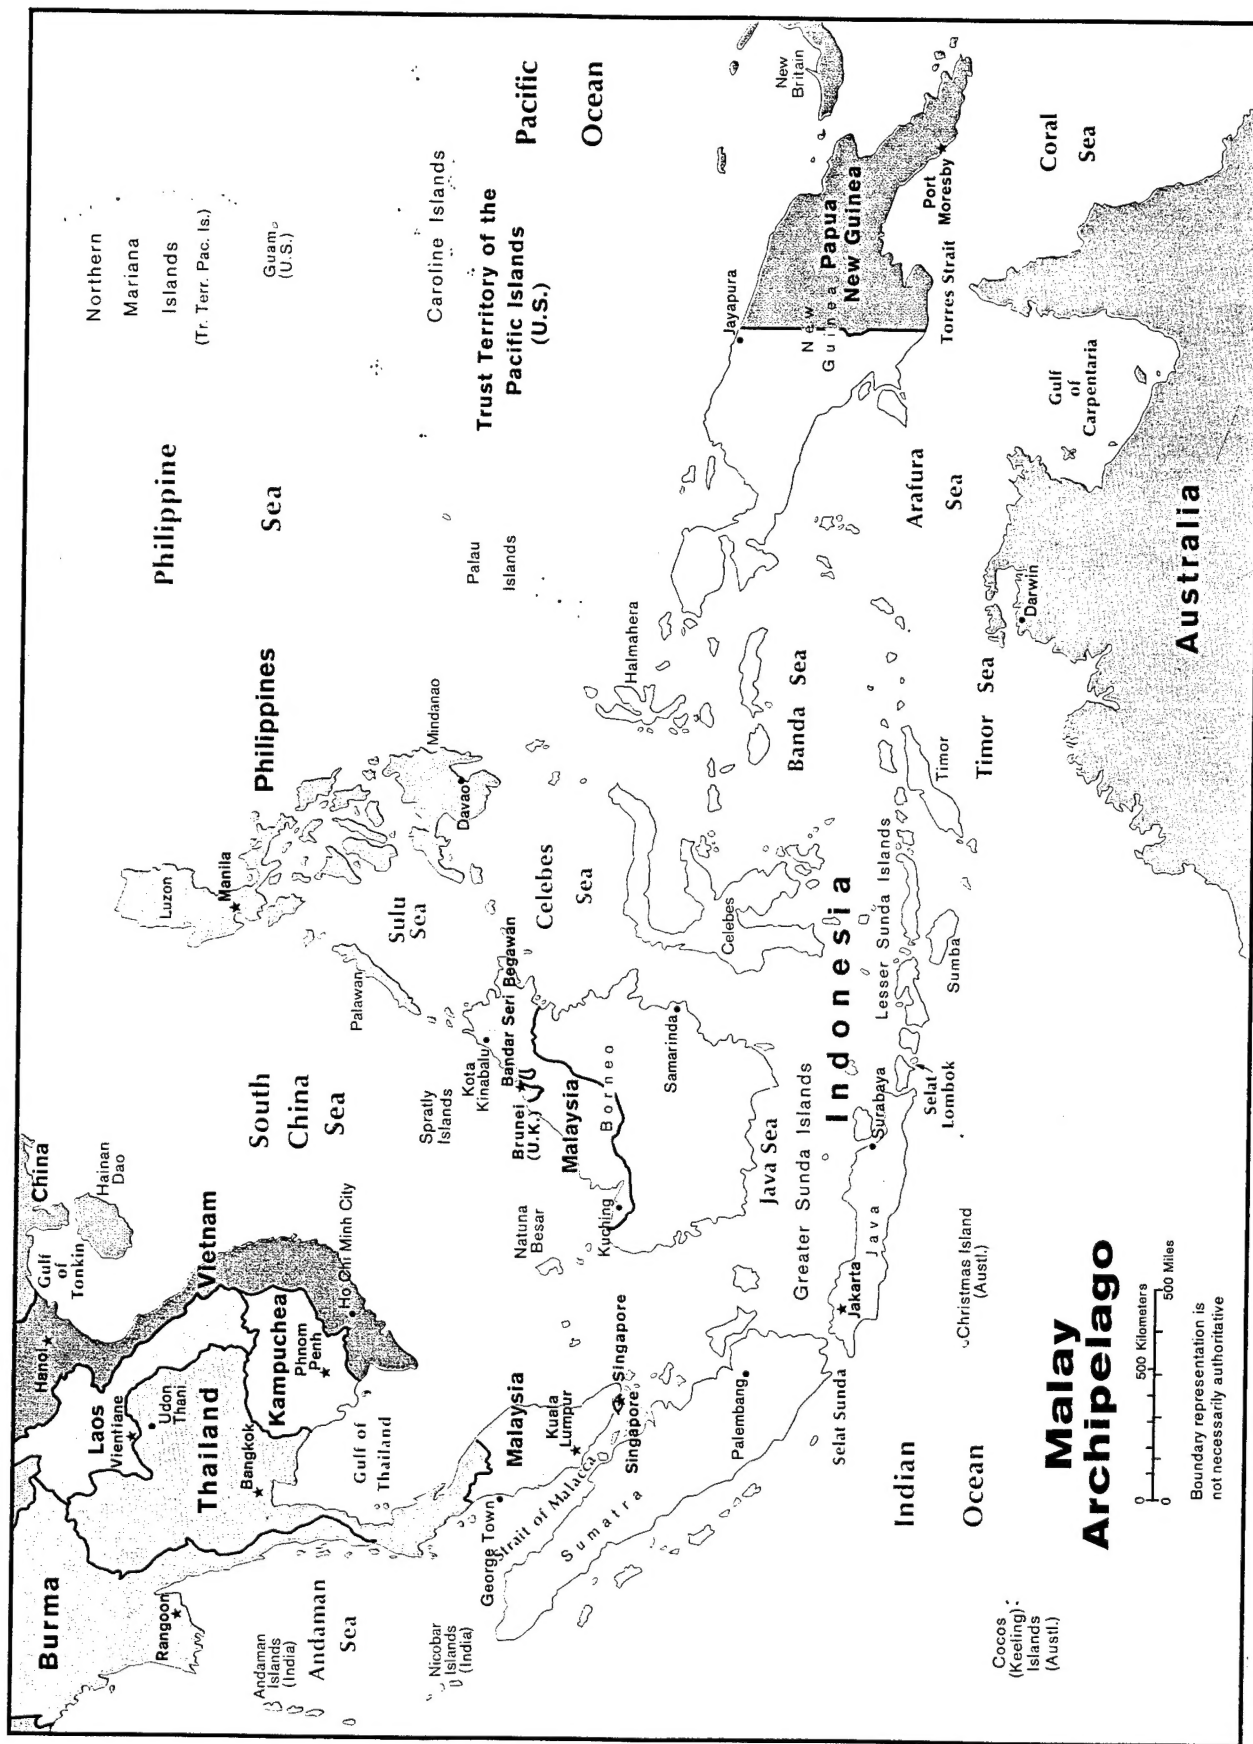 Burma
Rangoon
Andaman
Islands
(India)
Andaman
Sea
Nicobar
Islands
(India)
Hanoi
Laos
Vientiane
Udon
Thani
Thailand
Bangkok
Gulf
of
Tonkin
China
Hainan
Dao
Vietnam
Kampuchea
Phnom
Penh
Ho Chi Minh City
Gulf of
Thailand
South
China
Sea
Luzon
Manila
Philippines
Philippine
Sea
Northern
Mariana
Islands
(Tr. Terr. Pac. Is.)
Guam
(U.S.)
Palawan
Sulu
Sea
Mindanao
Davao
Spratly
Islands
Kota
Kinabalu
Bandar Seri Begawan
Brunei
(U.K.)
Malaysia
Celebes
Sea
Palau
Islands
Caroline Islands
Trust Territory of the
Pacific Islands
(U.S.)
Pacific
Ocean
George Town
Strait of Malacca
Malaysia
Kuala
Lumpur
Singapore
Singapore
Natuna
Besar
Kuching
Borneo
Samarinda
Halmahera
Sumatra
Palembang
Java Sea
Greater Sunda Islands
Celebes
Indonesia
Banda Sea
Jayapura
New
Guinea
Papua
New Guinea
New
Britain
Port
Moresby
Selat Sunda
Jakarta
Java
Surabaya
Selat
Lombok
Lesser Sunda Islands
Sumba
Timor
Timor Sea
Arafura
Sea
Torres Strait
Coral
Sea
Indian
Ocean
Christmas Island
(Austl.)
Cocos
(Keeling)
Islands
(Austl.)
Darwin
Gulf
of
Carpentaria
Australia
Malay
Archipelago
0 500 Kilometers
0 500 Miles
Boundary representation is
not necessarily authoritative